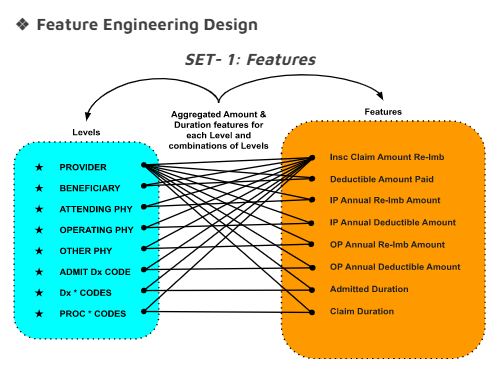 ❖ Feature Engineering Design
SET- 1: Features
Aggregated Amount &
Duration features for
each Level and
combinations of Levels
Levels
★ PROVIDER
★ BENEFICIARY
★ ATTENDING PHY
★ OPERATING PHY
★ OTHER PHY
★ ADMIT Dx CODE
★ Dx * CODES
★ PROC * CODES
Features
Insc Claim Amount Re-Imb
Deductible Amount Paid
IP Annual Re-Imb Amount
IP Annual Deductible Amount
OP Annual Re-Imb Amount
OP Annual Deductible Amount
Admitted Duration
Claim Duration